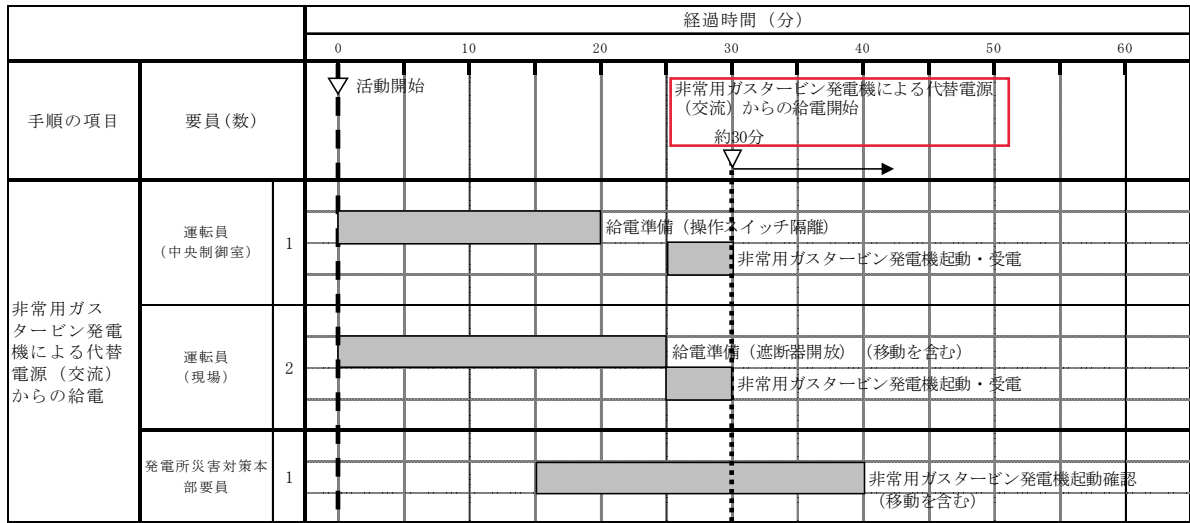 経過時間（分）
0 10 20 30 40 50 60
手順の項目
要員(数)
活動開始
非常用ガスタービン発電機による代替電源
（交流）からの給電開始
約30分
非常用ガス
タービン発電
機による代替
電源（交流）
からの給電
運転員
（中央制御室）
1
給電準備（操作スイッチ隔離）
非常用ガスタービン発電機起動・受電
運転員
（現場）
2
給電準備（遮断器開放）（移動を含む）
非常用ガスタービン発電機起動・受電
発電所災害対策本
部要員
1
非常用ガスタービン発電機起動確認
（移動を含む）